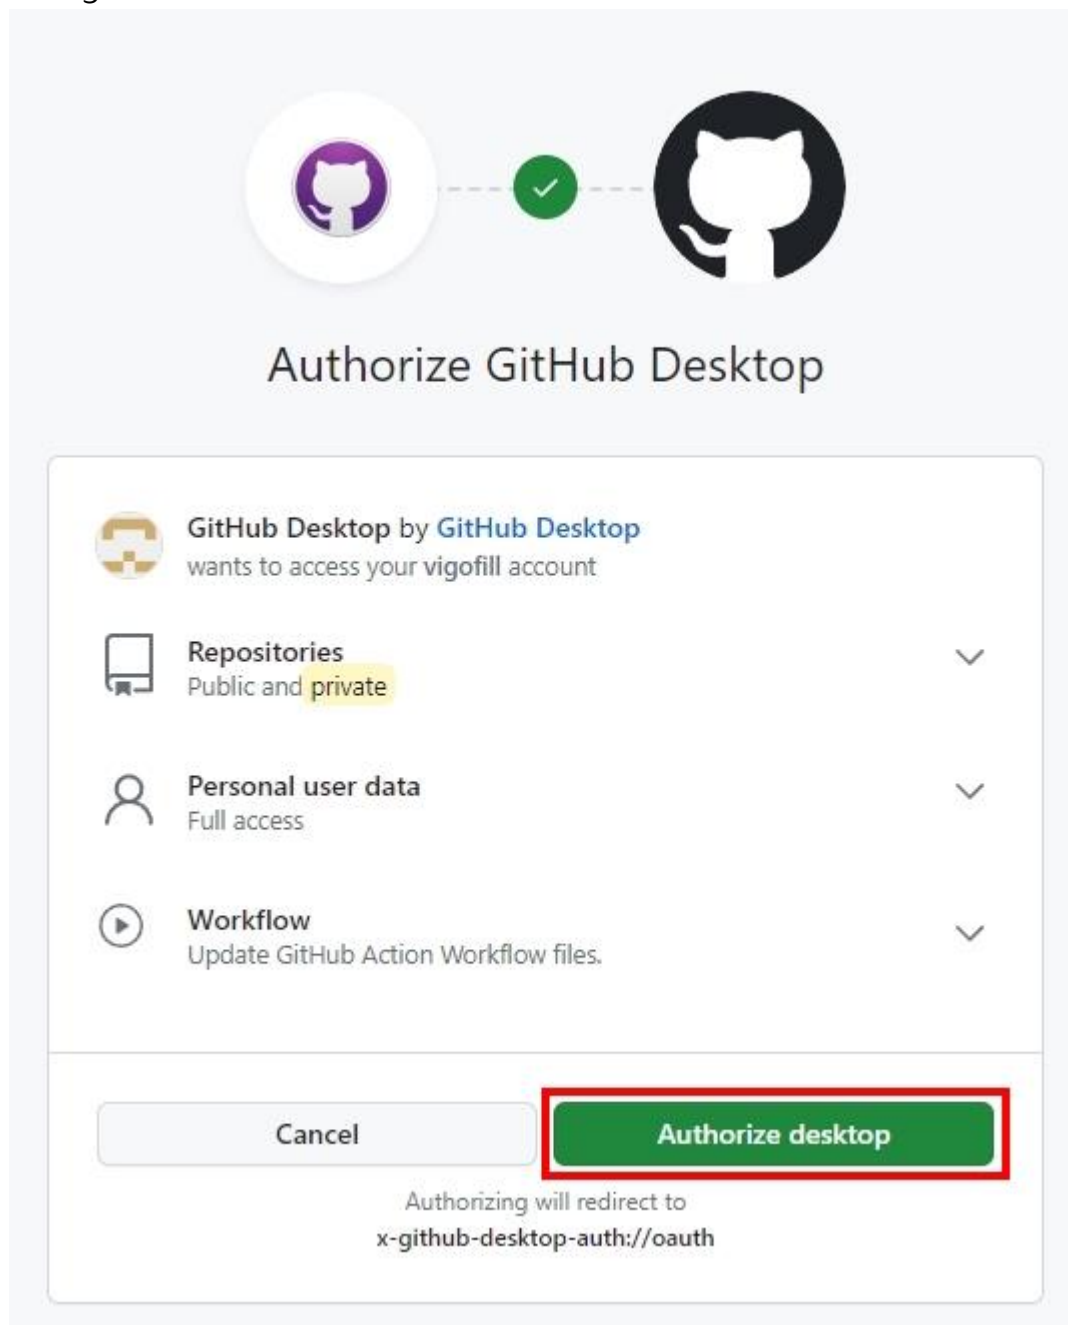 Authorize GitHub Desktop
GitHub Desktop by GitHub Desktop
wants to access your vigofill account
Repositories
Public and private
Personal user data
Full access
Workflow
Update GitHub Action Workflow files.
Cancel
Authorize desktop
Authorizing will redirect to
x-github-desktop-auth://oauth